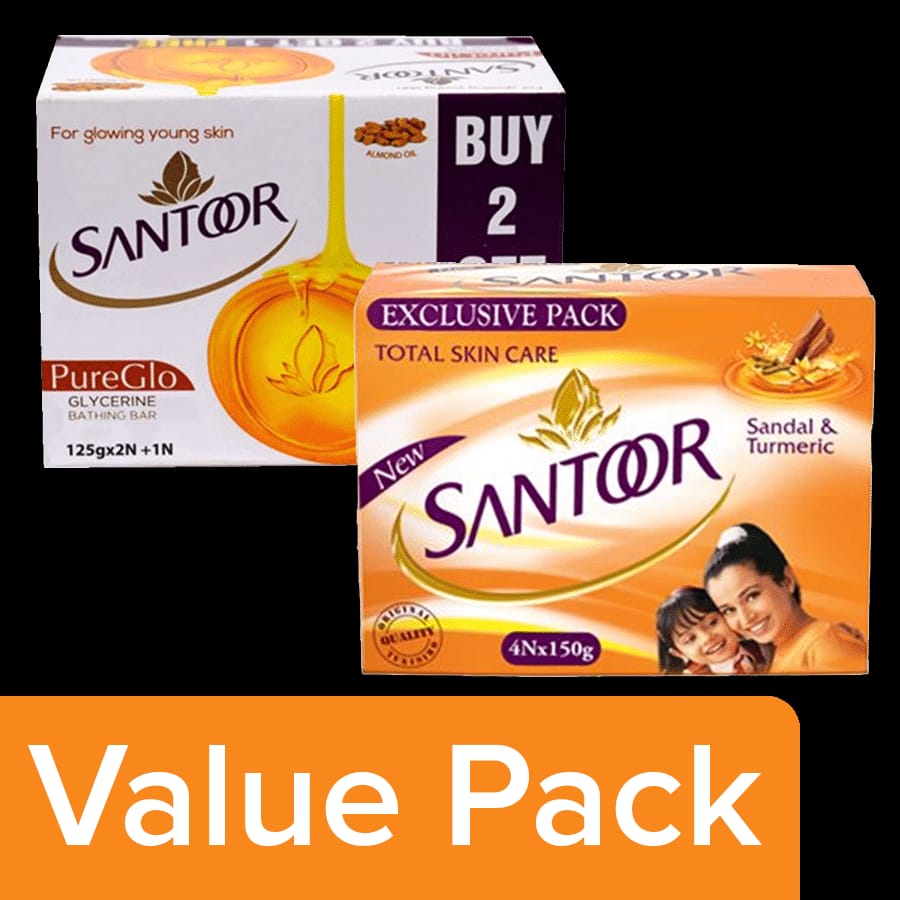 For glowing young skin
ALMOND OIL
SANTOOR
PureGlo
GLYCERINE
BATHING BAR
125gx2N +1N
BUY
2
SANTOOR
EXCLUSIVE PACK
TOTAL SKIN CARE
Sandal &
Turmeric
New
SANTOOR
ORIGINAL
QUALITY
4Nx150g
Value Pack